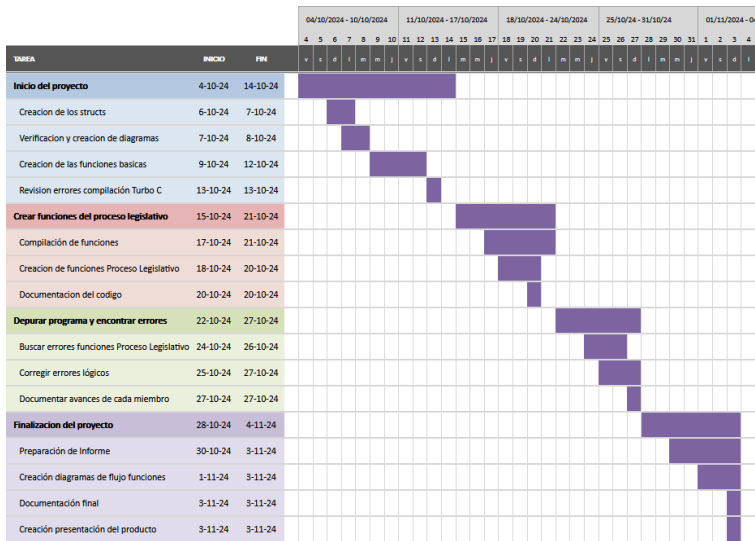 04/10/2024 - 10/10/2024 11/10/2024 - 17/10/2024 18/10/2024 - 24/10/2024 25/10/24 - 31/10/24 01/11/2024 - 04
4 5 6 7 8 9 10 11 12 13 14 15 16 17 18 19 20 21 22 23 24 25 26 27 28 29 30 31 1 2 3 4
TAREA INICIO FIN v s d l m m j v s d l m m j v s d l m m j v s d l m m j v s d l
Inicio del proyecto 4-10-24 14-10-24
Creacion de los structs 6-10-24 7-10-24
Verificacion y creacion de diagramas 7-10-24 8-10-24
Creacion de las funciones basicas 9-10-24 12-10-24
Revision errores compilación Turbo C 13-10-24 13-10-24
Crear funciones del proceso legislativo 15-10-24 21-10-24
Compilación de funciones 17-10-24 21-10-24
Creacion de funciones Proceso Legislativo 18-10-24 20-10-24
Documentacion del codigo 20-10-24 20-10-24
Depurar programa y encontrar errores 22-10-24 27-10-24
Buscar errores funciones Proceso Legislativo 24-10-24 26-10-24
Corregir errores lógicos 25-10-24 27-10-24
Documentar avances de cada miembro 27-10-24 27-10-24
Finalizacion del proyecto 28-10-24 4-11-24
Preparación de Informe 30-10-24 3-11-24
Creación diagramas de flujo funciones 1-11-24 3-11-24
Documentación final 3-11-24 3-11-24
Creación presentación del producto 3-11-24 3-11-24